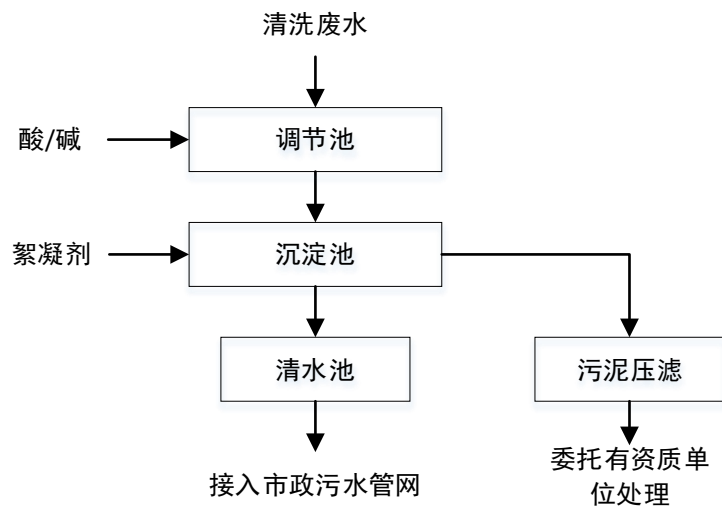 清洗废水
酸/碱
调节池
絮凝剂
沉淀池
清水池
污泥压滤
接入市政污水管网
委托有资质单
位处理